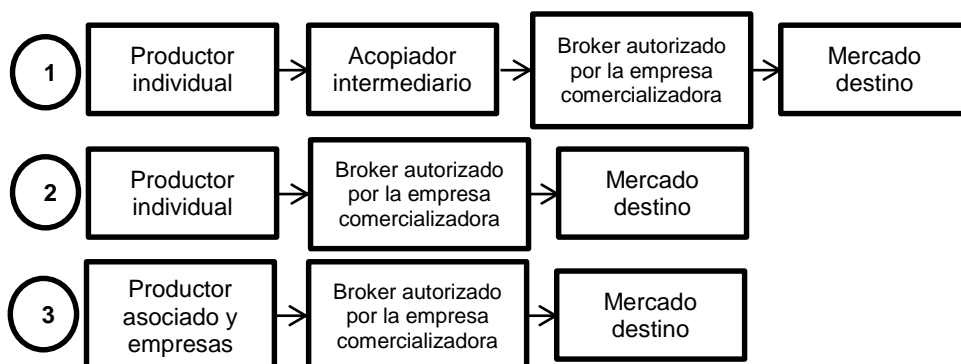 1
Productor
individual
Acopiador
intermediario
Broker autorizado
por la empresa
comercializadora
Mercado
destino
2
Productor
individual
Broker autorizado
por la empresa
comercializadora
Mercado
destino
3
Productor
asociado y
empresas
Broker autorizado
por la empresa
comercializadora
Mercado
destino